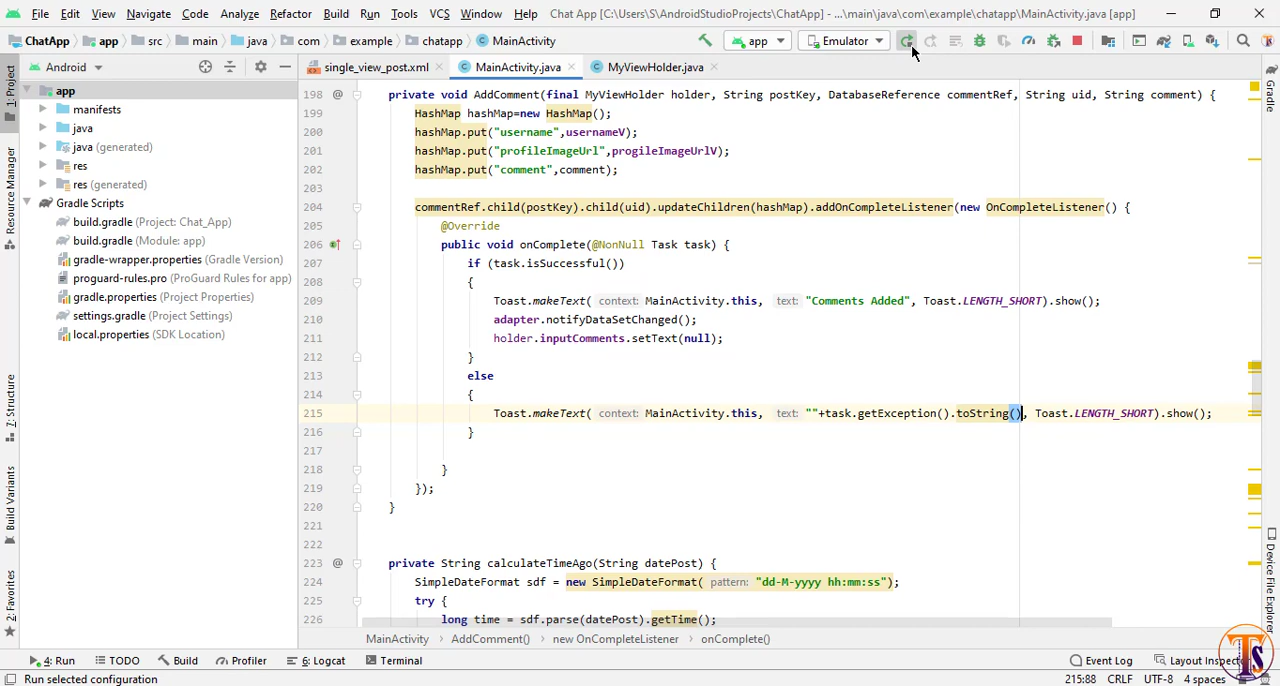 File Edit View Navigate Code Analyze Refactor Build Run Tools VCS Window Help Chat App [C:\Users\S\AndroidStudioProjects\ChatApp] - ...\main\java\com\example\chatapp\MainActivity.java [app]
ChatApp app src main java com example chatapp MainActivity app Emulator
Android single_view_post.xml MainActivity.java MyViewHolder.java
app
manifests
java
java (generated)
res
res (generated)
Gradle Scripts
build.gradle (Project: Chat_App)
build.gradle (Module: app)
gradle-wrapper.properties (Gradle Version)
proguard-rules.pro (ProGuard Rules for app)
gradle.properties (Project Properties)
settings.gradle (Project Settings)
local.properties (SDK Location)
1: Project
Resource Manager
7: Structure
Build Variants
2: Favorites
198 @ private void AddComment(final MyViewHolder holder, String postKey, DatabaseReference commentRef, String uid, String comment) {
199 HashMap hashMap=new HashMap();
200 hashMap.put("username",usernameV);
201 hashMap.put("profileImageUrl",progileImageUrlV);
202 hashMap.put("comment",comment);
203
204 commentRef.child(postKey).child(uid).updateChildren(hashMap).addOnCompleteListener(new OnCompleteListener() {
205 @Override
206 public void onComplete(@NonNull Task task) {
207 if (task.isSuccessful())
208 {
209 Toast.makeText( context: MainActivity.this, text: "Comments Added", Toast.LENGTH_SHORT).show();
210 adapter.notifyDataSetChanged();
211 holder.inputComments.setText(null);
212 }
213 else
214 {
215 Toast.makeText( context: MainActivity.this, text: ""+task.getException().toString(), Toast.LENGTH_SHORT).show();
216 }
217
218 }
219 });
220 }
221
222
223 @ private String calculateTimeAgo(String datePost) {
224 SimpleDateFormat sdf = new SimpleDateFormat( pattern: "dd-M-yyyy hh:mm:ss");
225 try {
226 long time = sdf.parse(datePost).getTime();
MainActivity AddComment() new OnCompleteListener onComplete()
Gradle
Device File Explorer
4: Run TODO Build Profiler 6: Logcat Terminal Event Log Layout Inspector
Run selected configuration 215:88 CRLF UTF-8 4 spaces
TS